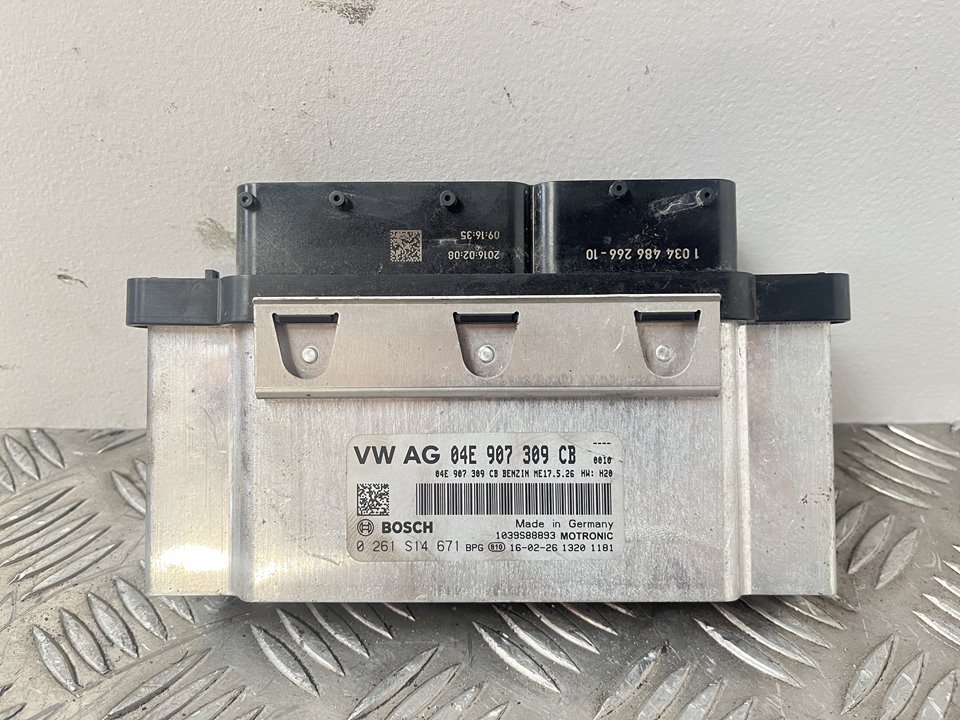 09:16:35
2016:02:08
1 034 486 266-10
VW AG 04E 907 309 CB
0010
04E 907 309 CB BENZIN ME17.5.26 HW: H20
BOSCH
Made in Germany
1039S88893 MOTRONIC
0 261 S14 671 BPG 810 16-02-26 1320 1181